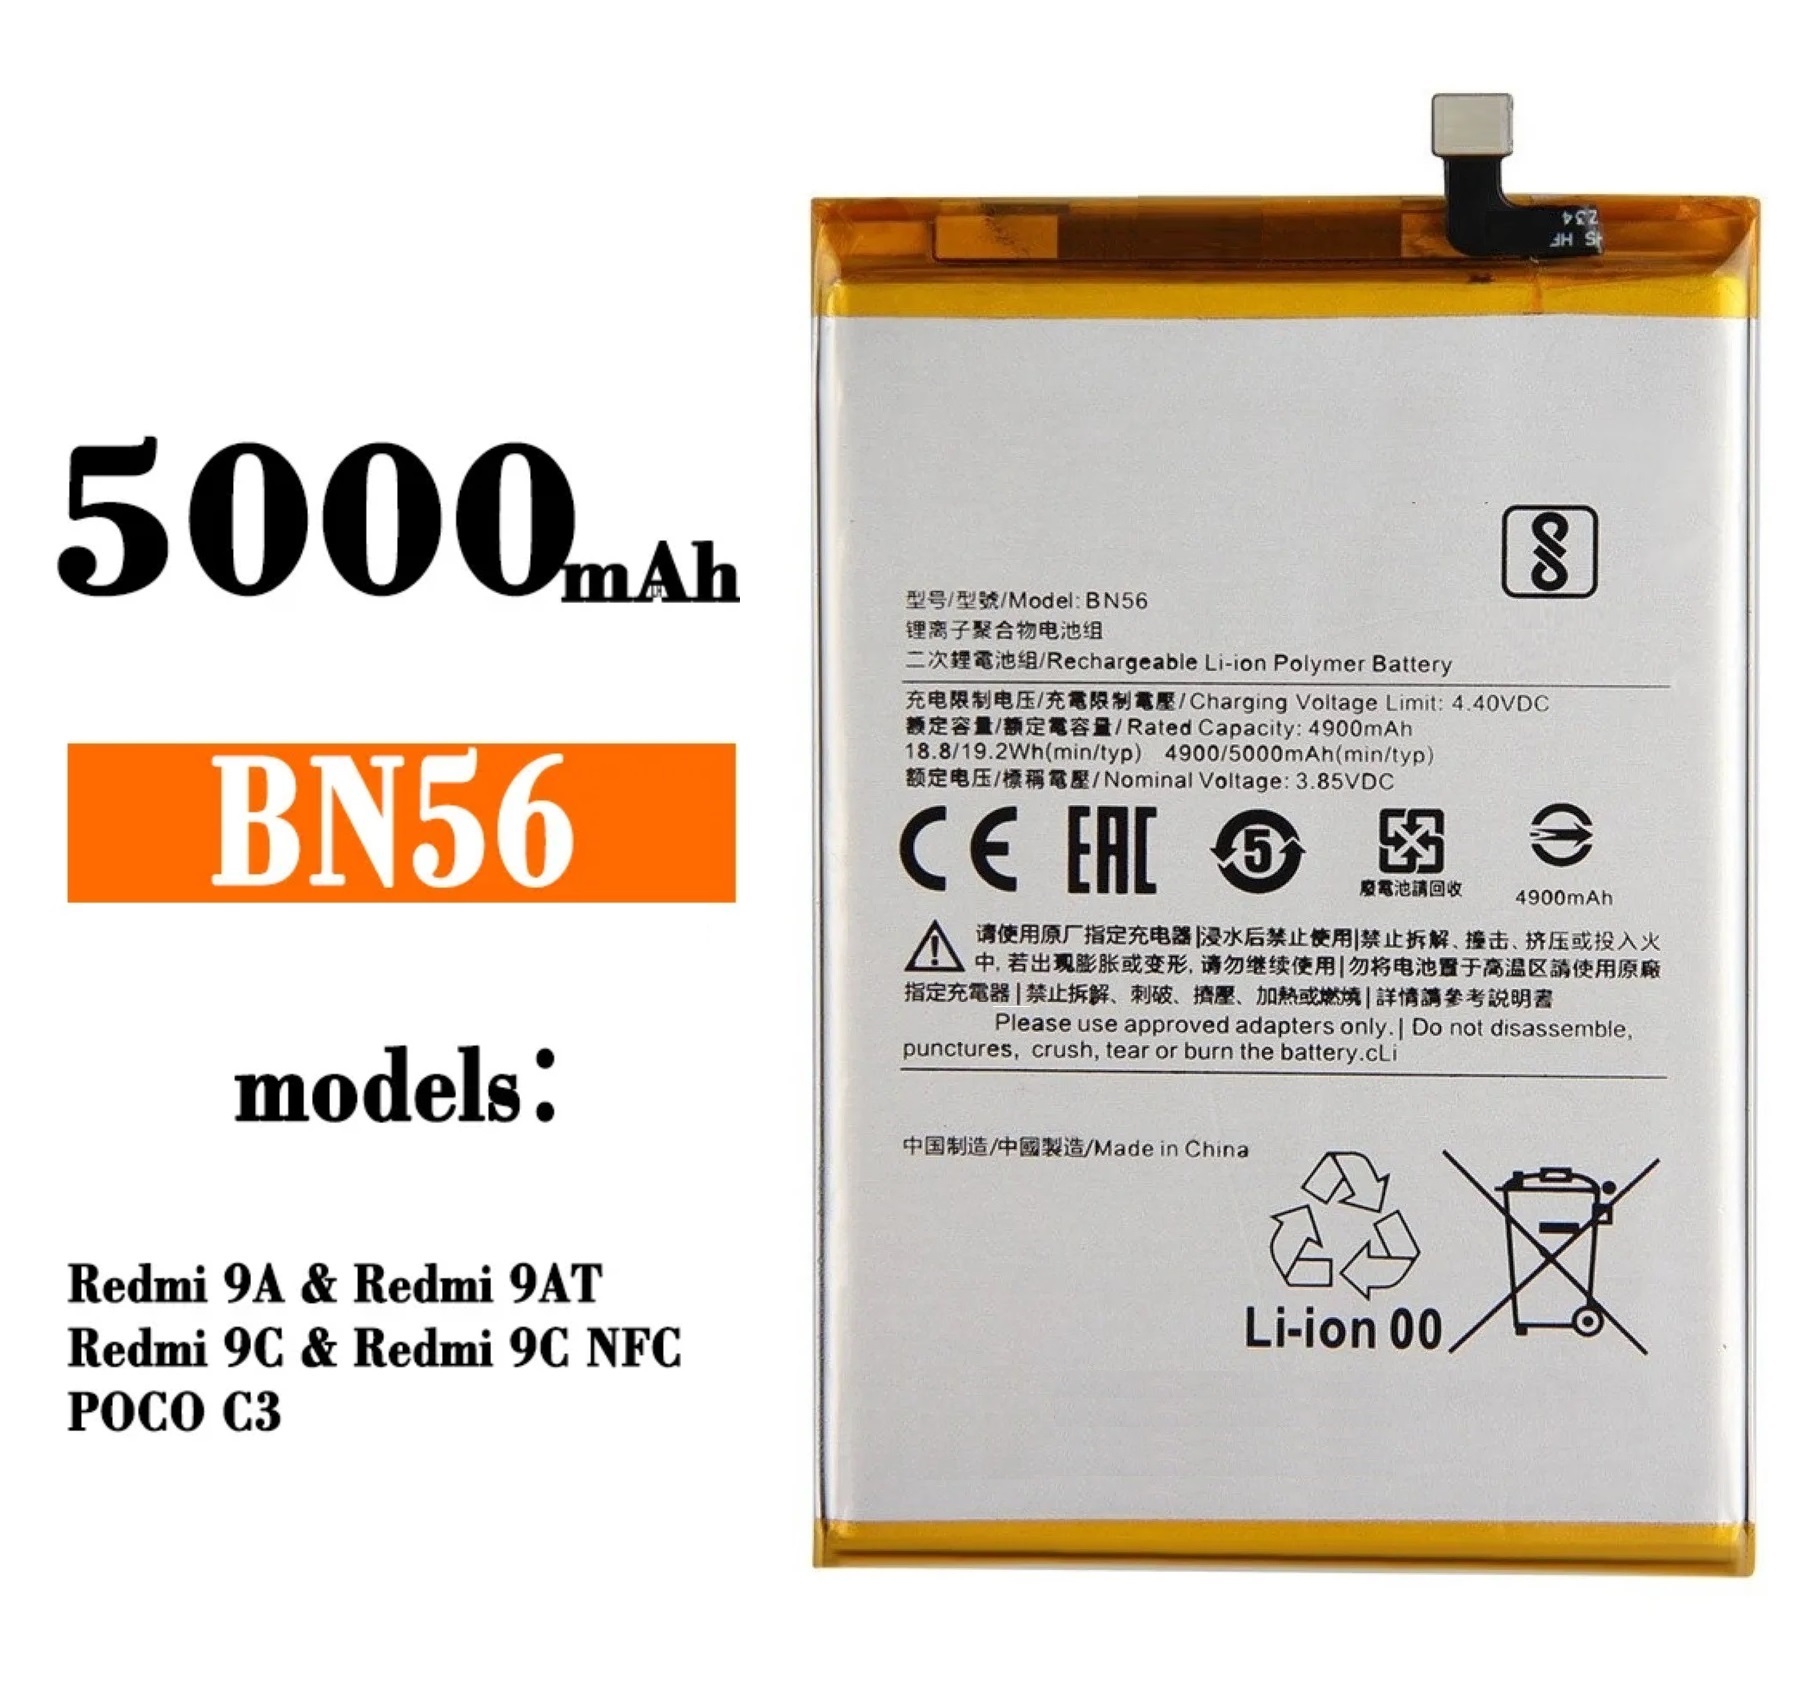 5000mAh
BN56
models:
Redmi 9A & Redmi 9AT
Redmi 9C & Redmi 9C NFC
POCO C3
Z34
HF
型号/型號/Model: BN56
锂离子聚合物电池组
二次鋰電池組/Rechargeable Li-ion Polymer Battery
充电限制电压/充電限制電壓/Charging Voltage Limit: 4.40VDC
额定容量/額定電容量/Rated Capacity: 4900mAh
18.8/19.2Wh(min/typ) 4900/5000mAh(min/typ)
额定电压/標稱電壓/Nominal Voltage: 3.85VDC
CE EAC 5
廢電池請回收
4900mAh
请使用原厂指定充电器|浸水后禁止使用|禁止拆解、撞击、挤压或投入火
中, 若出现膨胀或变形, 请勿继续使用|勿将电池置于高温区請使用原廠
指定充電器|禁止拆解、刺破、擠壓、加熱或燃燒|詳情請參考説明書
Please use approved adapters only.| Do not disassemble,
punctures, crush, tear or burn the battery.cLi
中国制造/中國製造/Made in China
Li-ion 00